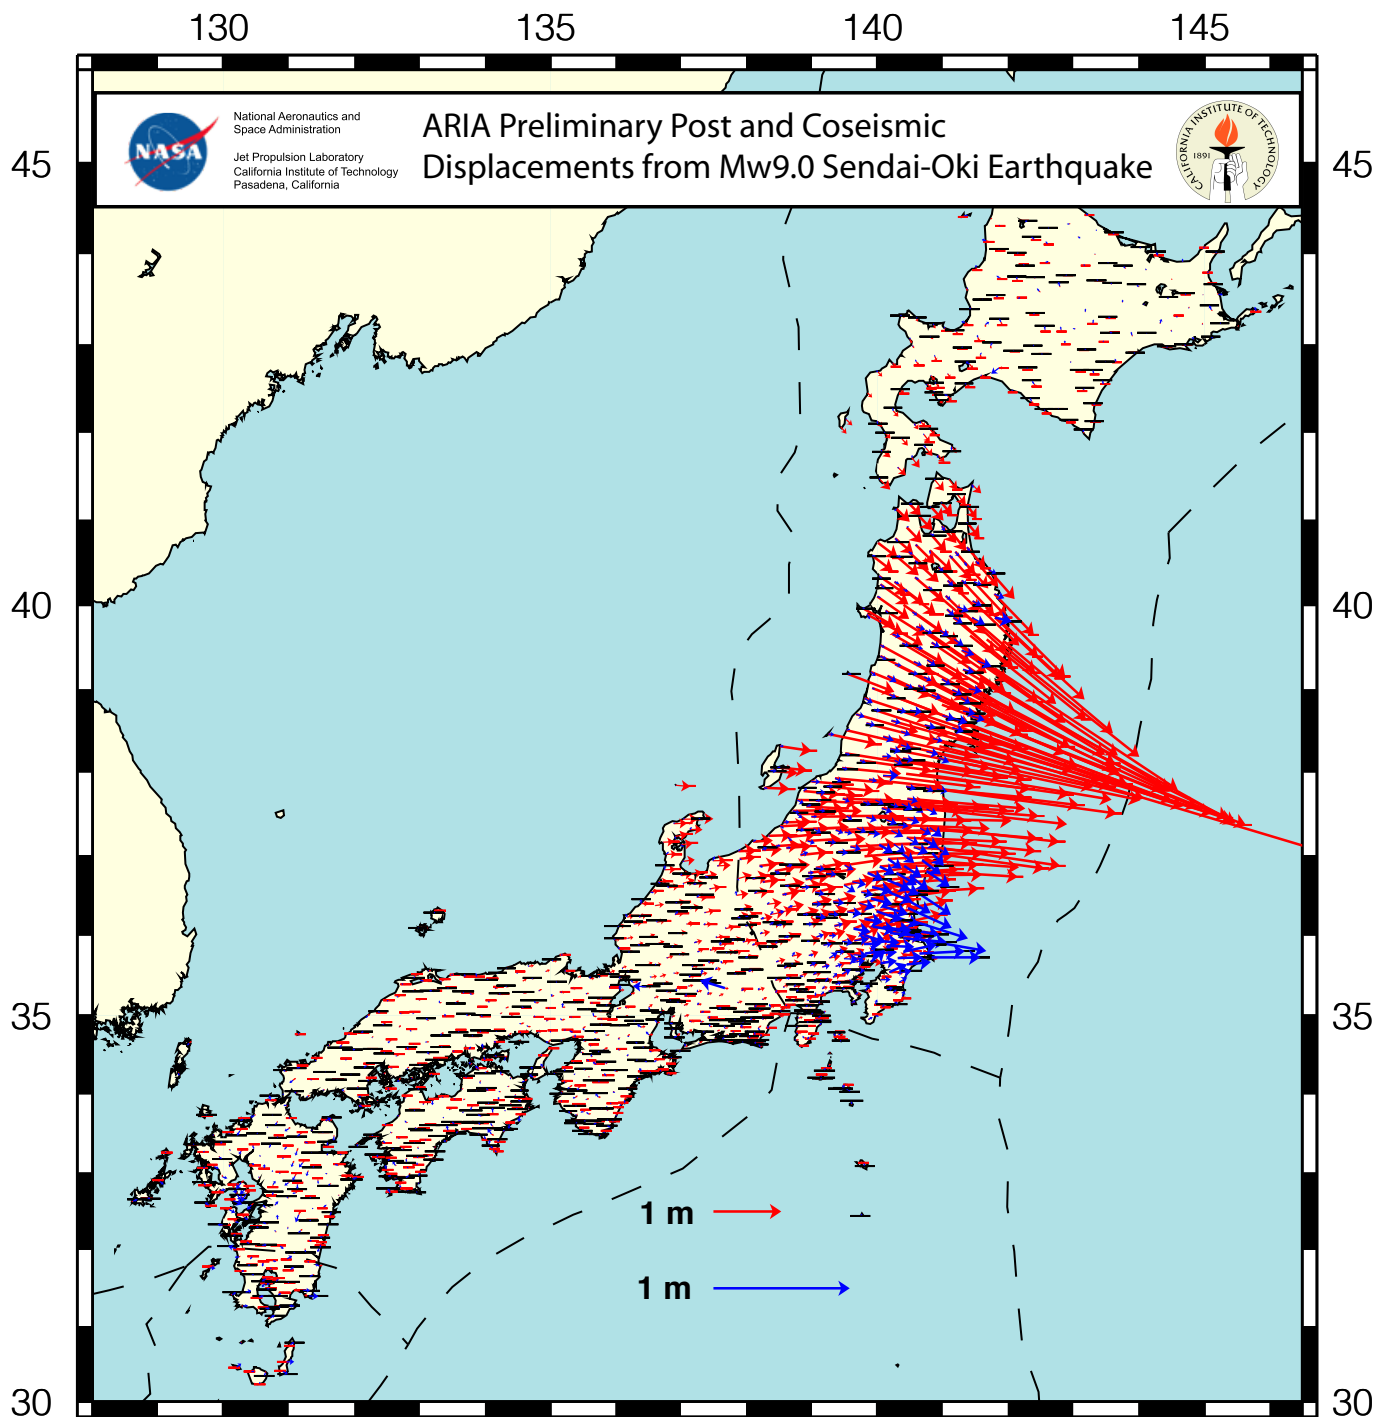 130 135 140 145
National Aeronautics and
Space Administration
Jet Propulsion Laboratory
California Institute of Technology
Pasadena, California
NASA
ARIA Preliminary Post and Coseismic
Displacements from Mw9.0 Sendai-Oki Earthquake
CALIFORNIA INSTITUTE OF TECHNOLOGY
1891
45 45
40 40
35 35
1 m
1 m
30 30